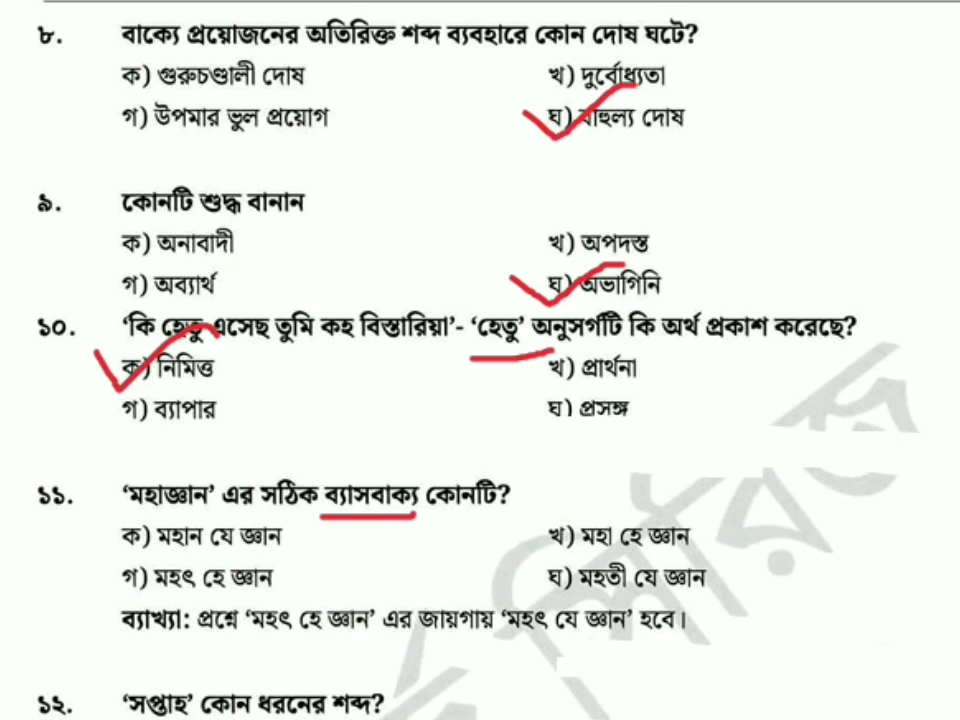 ৮. বাক্যে প্রয়োজনের অতিরিক্ত শব্দ ব্যবহারে কোন দোষ ঘটে?
ক) গুরুচণ্ডালী দোষ খ) দুর্বোধ্যতা
গ) উপমার ভুল প্রয়োগ ঘ) বাহুল্য দোষ
৯. কোনটি শুদ্ধ বানান
ক) অনাবাদী খ) অপদস্ত
গ) অব্যার্থ ঘ) অভাগিনি
১০. ‘কি হেতু এসেছ তুমি কহ বিস্তারিয়া’- ‘হেতু’ অনুসর্গটি কি অর্থ প্রকাশ করেছে?
ক) নিমিত্ত খ) প্রার্থনা
গ) ব্যাপার ঘ) প্রসঙ্গ
১১. ‘মহাজ্ঞান’ এর সঠিক ব্যাসবাক্য কোনটি?
ক) মহান যে জ্ঞান খ) মহা হে জ্ঞান
গ) মহৎ হে জ্ঞান ঘ) মহতী যে জ্ঞান
ব্যাখ্যা: প্রশ্নে ‘মহৎ হে জ্ঞান’ এর জায়গায় ‘মহৎ যে জ্ঞান’ হবে।
১২. ‘সপ্তাহ’ কোন ধরনের শব্দ?